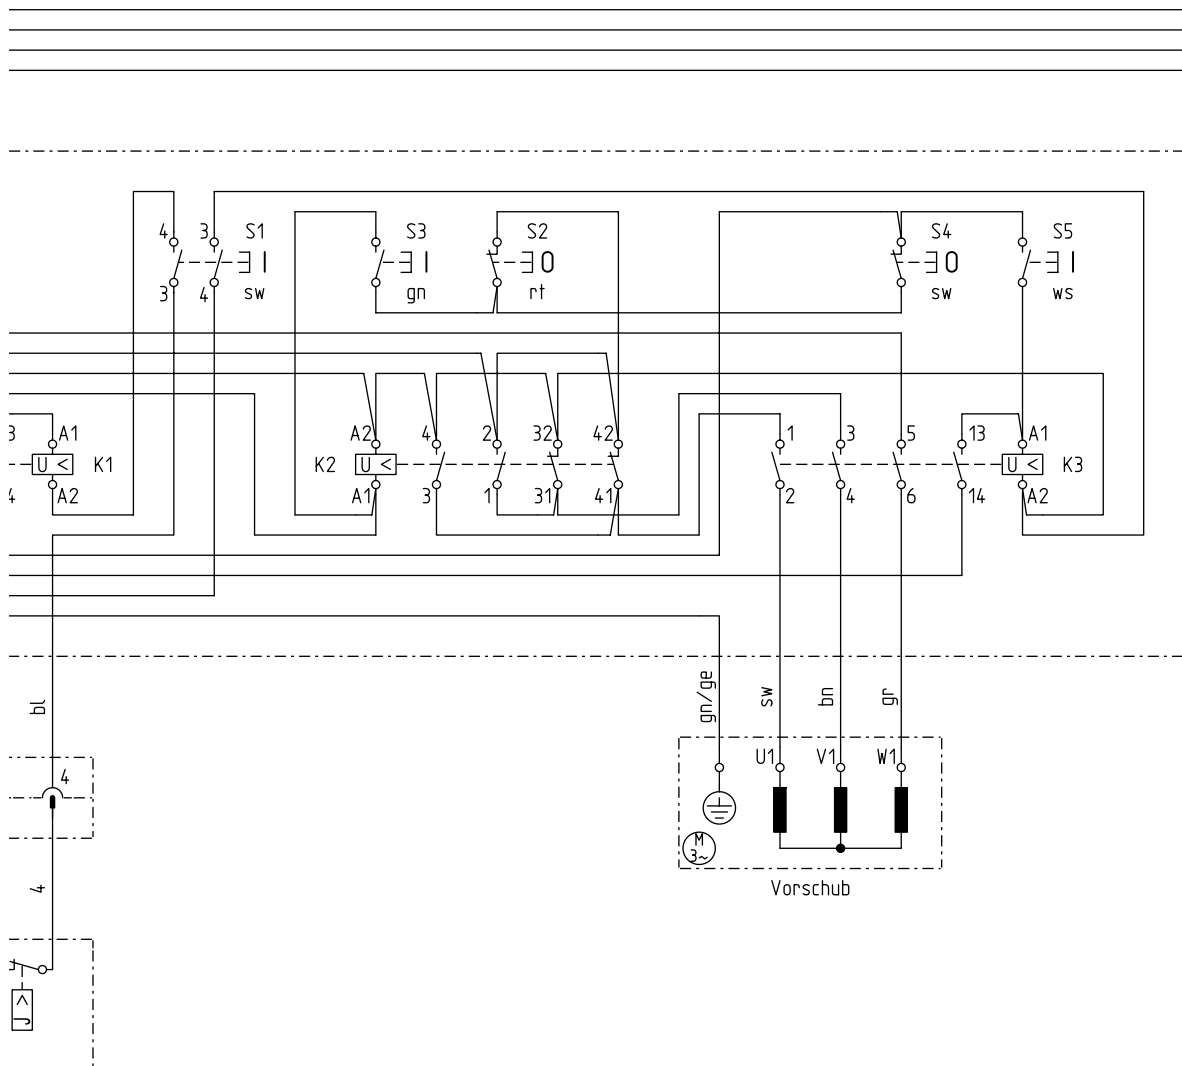 4 3 S1 S3 S2 S4 S5
I I O O I
3 4 sw gn rt sw ws
3 A1 A2 4 2 32 42 1 3 5 13 A1
U < K1 K2 U < U < K3
4 A2 A1 3 1 31 41 2 4 6 14 A2
bl gn/ge sw bn gr
4 U1 V1 W1
M
3~
4 Vorschub